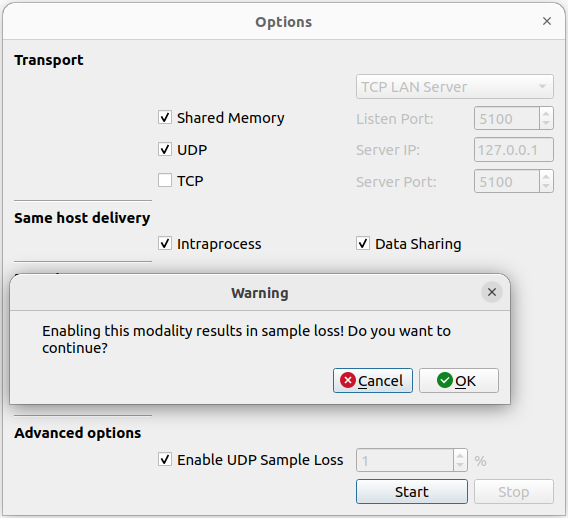 Options
Transport
TCP LAN Server
Shared Memory
Listen Port:
5100
UDP
Server IP:
127.0.0.1
TCP
Server Port:
5100
Same host delivery
Intraprocess
Data Sharing
Warning
Enabling this modality results in sample loss! Do you want to
continue?
Cancel
OK
Advanced options
Enable UDP Sample Loss
1
%
Start
Stop